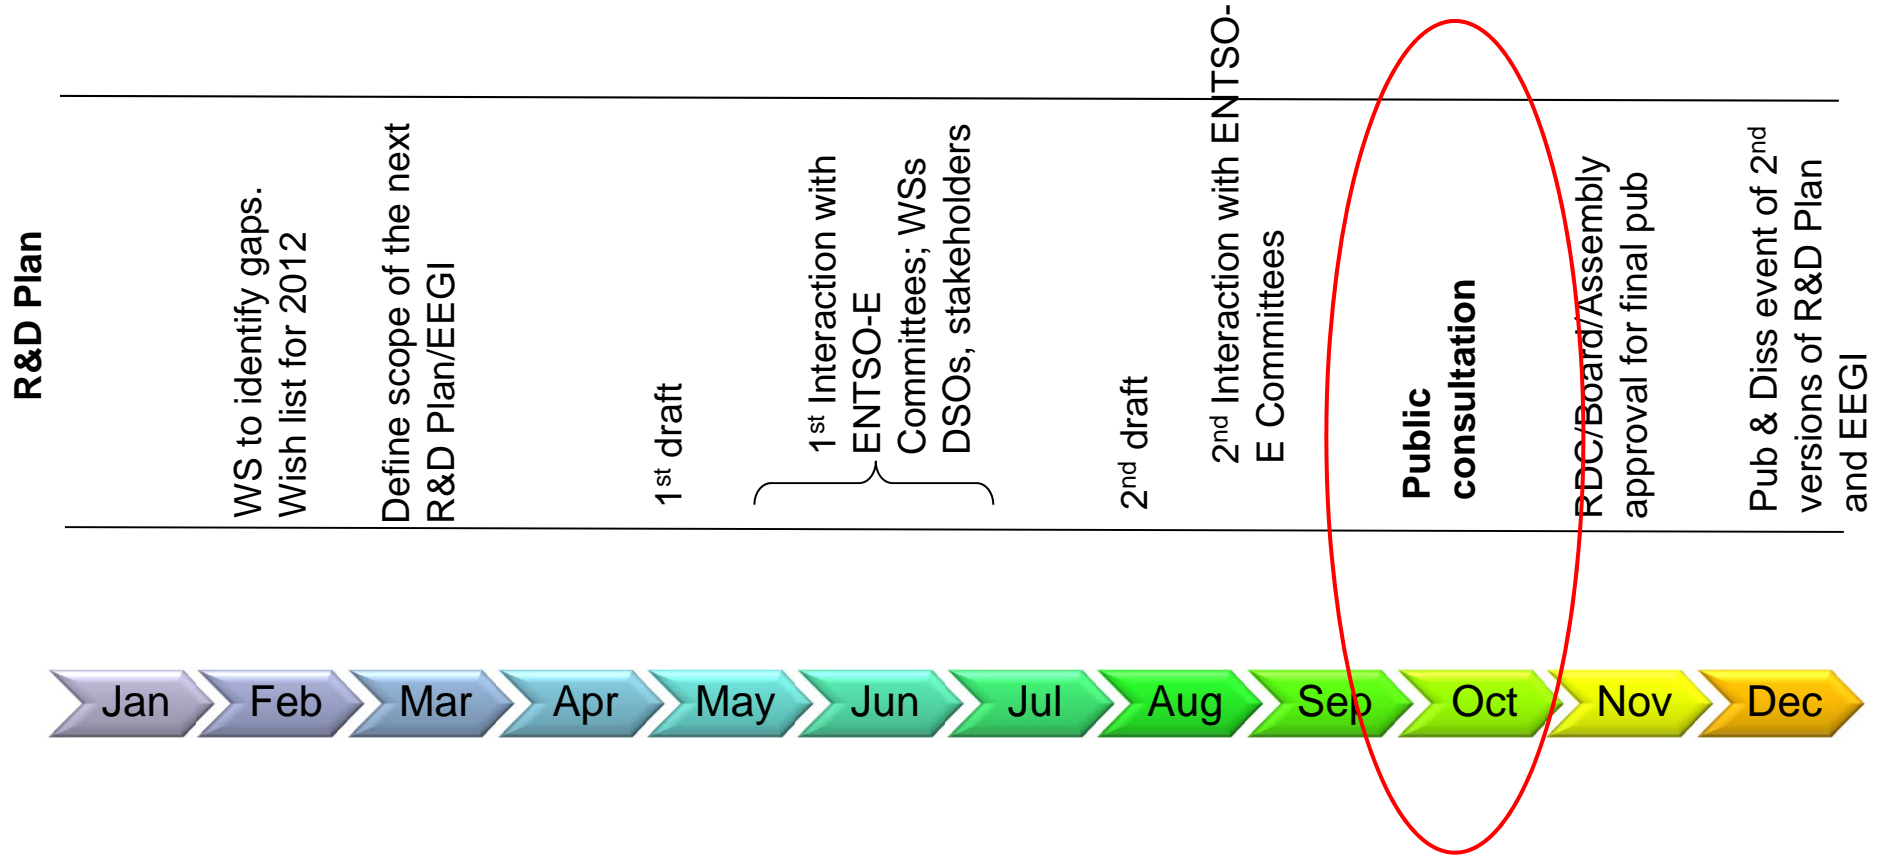 R&D Plan
WS to identify gaps.
Wish list for 2012
Define scope of the next
R&D Plan/EEGI
1st draft
1st Interaction with
ENTSO-E
Committees; WSs
DSOs, stakeholders
2nd draft
2nd Interaction with ENTSO-
E Committees
Public
consultation
RDC/Board/Assembly
approval for final pub
Pub & Diss event of 2nd
versions of R&D Plan
and EEGI
Jan
Feb
Mar
Apr
May
Jun
Jul
Aug
Sep
Oct
Nov
Dec